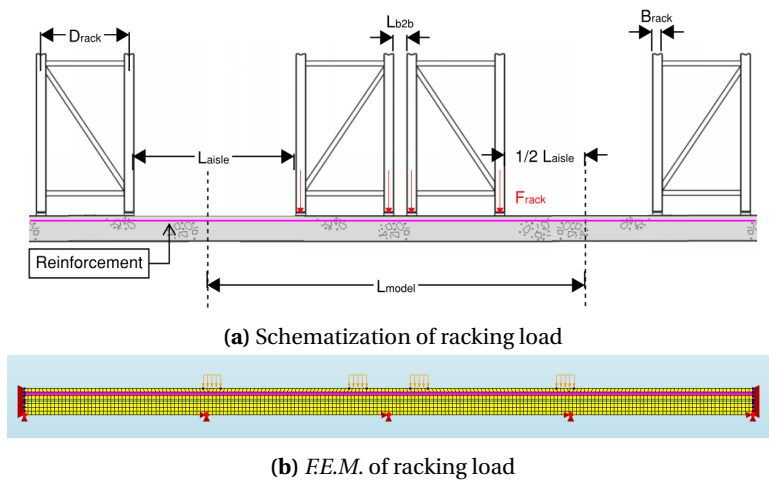 Drack
Lb2b
Brack
Laisle
1/2 Laisle
Frack
Reinforcement
Lmodel
(a) Schematization of racking load
(b) F.E.M. of racking load